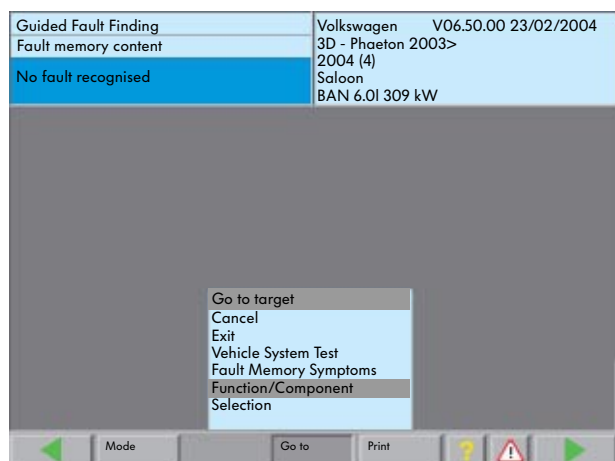 Guided Fault Finding
Fault memory content
No fault recognised
Volkswagen V06.50.00 23/02/2004
3D - Phaeton 2003>
2004 (4)
Saloon
BAN 6.0l 309 kW
Go to target
Cancel
Exit
Vehicle System Test
Fault Memory Symptoms
Function/Component
Selection
Mode
Go to
Print
?